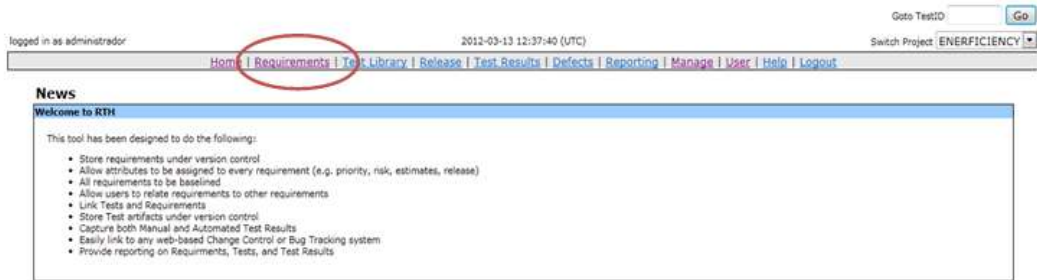 Goto TestID Go
logged in as administrador 2012-03-13 12:37:40 (UTC) Switch Project ENERFICIENCY
Home | Requirements | Test Library | Release | Test Results | Defects | Reporting | Manage | User | Help | Logout
News
Welcome to RTH
This tool has been designed to do the following:
• Store requirements under version control
• Allow attributes to be assigned to every requirement (e.g. priority, risk, estimates, release)
• All requirements to be baselined
• Allow users to relate requirements to other requirements
• Link Tests and Requirements
• Store Test artifacts under version control
• Capture both Manual and Automated Test Results
• Easily link to any web-based Change Control or Bug Tracking system
• Provide reporting on Requirments, Tests, and Test Results